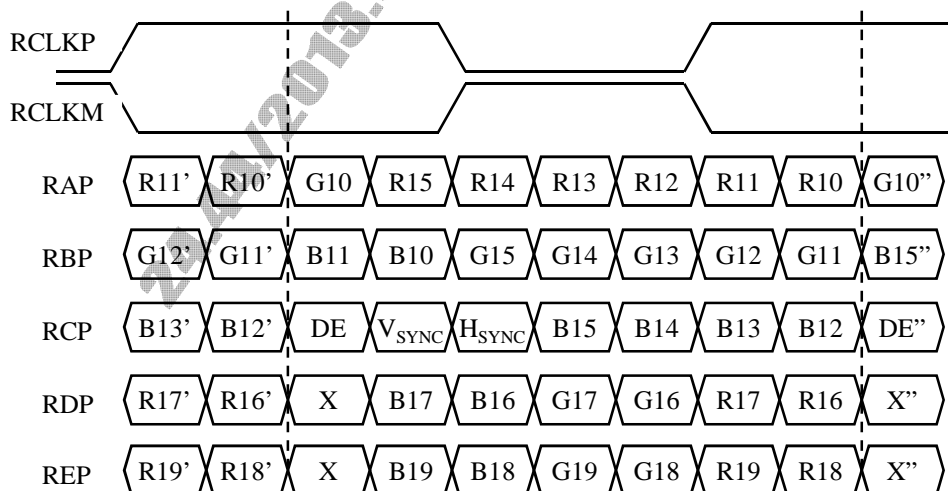 RCLKP
RCLKM
RAP R11’ R10’ G10 R15 R14 R13 R12 R11 R10 G10”
RBP G12’ G11’ B11 B10 G15 G14 G13 G12 G11 B15”
RCP B13’ B12’ DE VSYNC HSYNC B15 B14 B13 B12 DE”
RDP R17’ R16’ X B17 B16 G17 G16 R17 R16 X”
REP R19’ R18’ X B19 B18 G19 G18 R19 R18 X”